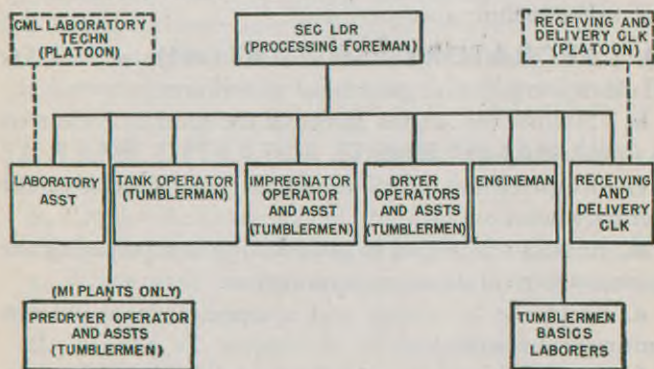 CML LABORATORY
TECHN
(PLATOON)
SEC LDR
(PROCESSING FOREMAN)
RECEIVING AND
DELIVERY CLK
(PLATOON)
LABORATORY
ASST
TANK OPERATOR
(TUMBLERMAN)
IMPREGNATOR
OPERATOR
AND ASST
(TUMBLERMEN)
DRYER
OPERATORS
AND ASSTS
(TUMBLERMEN)
ENGINEMAN
RECEIVING
AND
DELIVERY
CLK
(MI PLANTS ONLY)
PREDRYER OPERATOR
AND ASSTS
(TUMBLERMEN)
TUMBLERMEN
BASICS
LABORERS